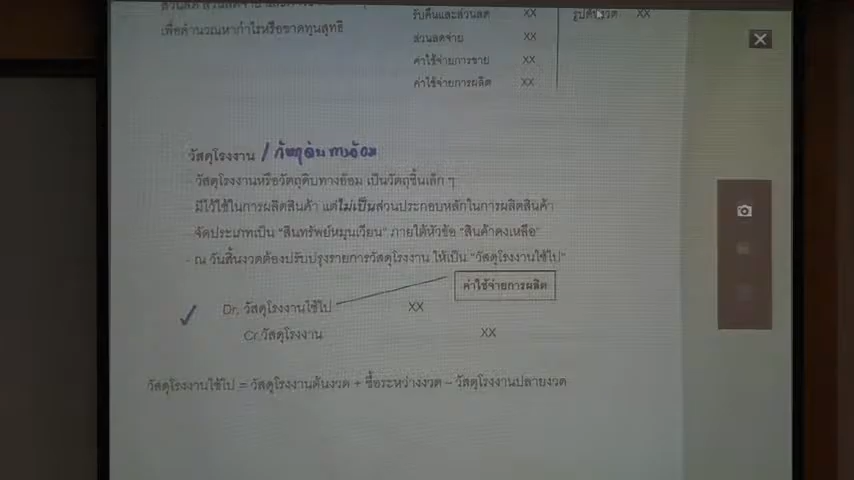 เพื่อคำนวณหากำไรหรือขาดทุนสุทธิ
รับคืนและส่วนลด XX
ส่วนลดจ่าย XX
ค่าใช้จ่ายการขาย XX
ค่าใช้จ่ายการผลิต XX
XX
วัสดุโรงงาน / วัตถุดิบทางอ้อม
- วัสดุโรงงานหรือวัตถุดิบทางอ้อม เป็นวัตถุชิ้นเล็ก ๆ
- มีไว้ใช้ในการผลิตสินค้า แต่ไม่เป็นส่วนประกอบหลักในการผลิตสินค้า
- จัดประเภทเป็น "สินทรัพย์หมุนเวียน" ภายใต้หัวข้อ "สินค้าคงเหลือ"
- ณ วันสิ้นงวดต้องปรับปรุงรายการวัสดุโรงงาน ให้เป็น "วัสดุโรงงานใช้ไป"
ค่าใช้จ่ายการผลิต
✓ Dr. วัสดุโรงงานใช้ไป XX
Cr.วัสดุโรงงาน XX
วัสดุโรงงานใช้ไป = วัสดุโรงงานต้นงวด + ซื้อระหว่างงวด – วัสดุโรงงานปลายงวด